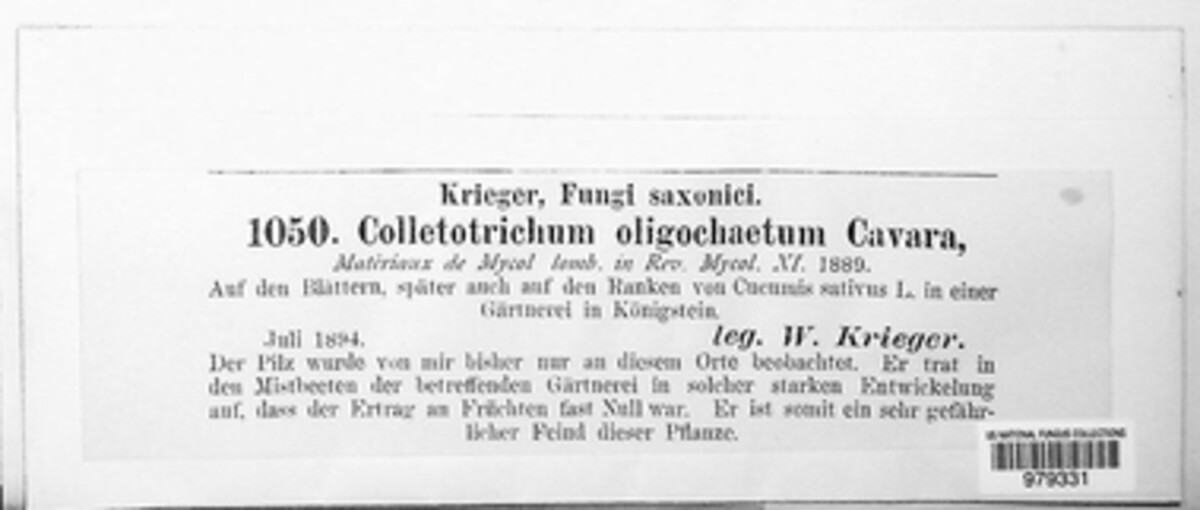 Krieger, Fungi saxonici.
1050. Colletotrichum oligochaetum Cavara,
Matériaux de Mycol lomb. in Rev. Mycol. XI. 1889.
Auf den Blättern, später auch auf den Ranken von Cucumis sativus L. in einer
Gärtnerei in Königstein.
Juli 1894. leg. W. Krieger.
Der Pilz wurde von mir bisher nur an diesem Orte beobachtet. Er trat in
den Mistbeeten der betreffenden Gärtnerei in solcher starken Entwickelung
auf, dass der Ertrag an Früchten fast Null war. Er ist somit ein sehr gefähr-
licher Feind dieser Pflanze.
US NATIONAL FUNGUS COLLECTIONS
979331